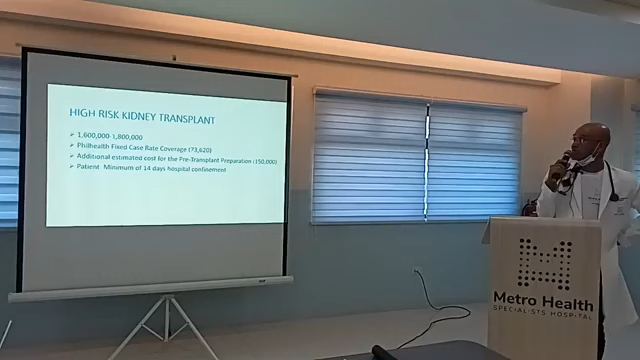 HIGH RISK KIDNEY TRANSPLANT
➢ 1,600,000-1,800,000
➢ Philhealth Fixed Case Rate Coverage (73,620)
➢ Additional estimated cost for the Pre-Transplant Preparation (150,000)
➢ Patient Minimum of 14 days hospital confinement
Metro Health
SPECIALISTS HOSPITAL